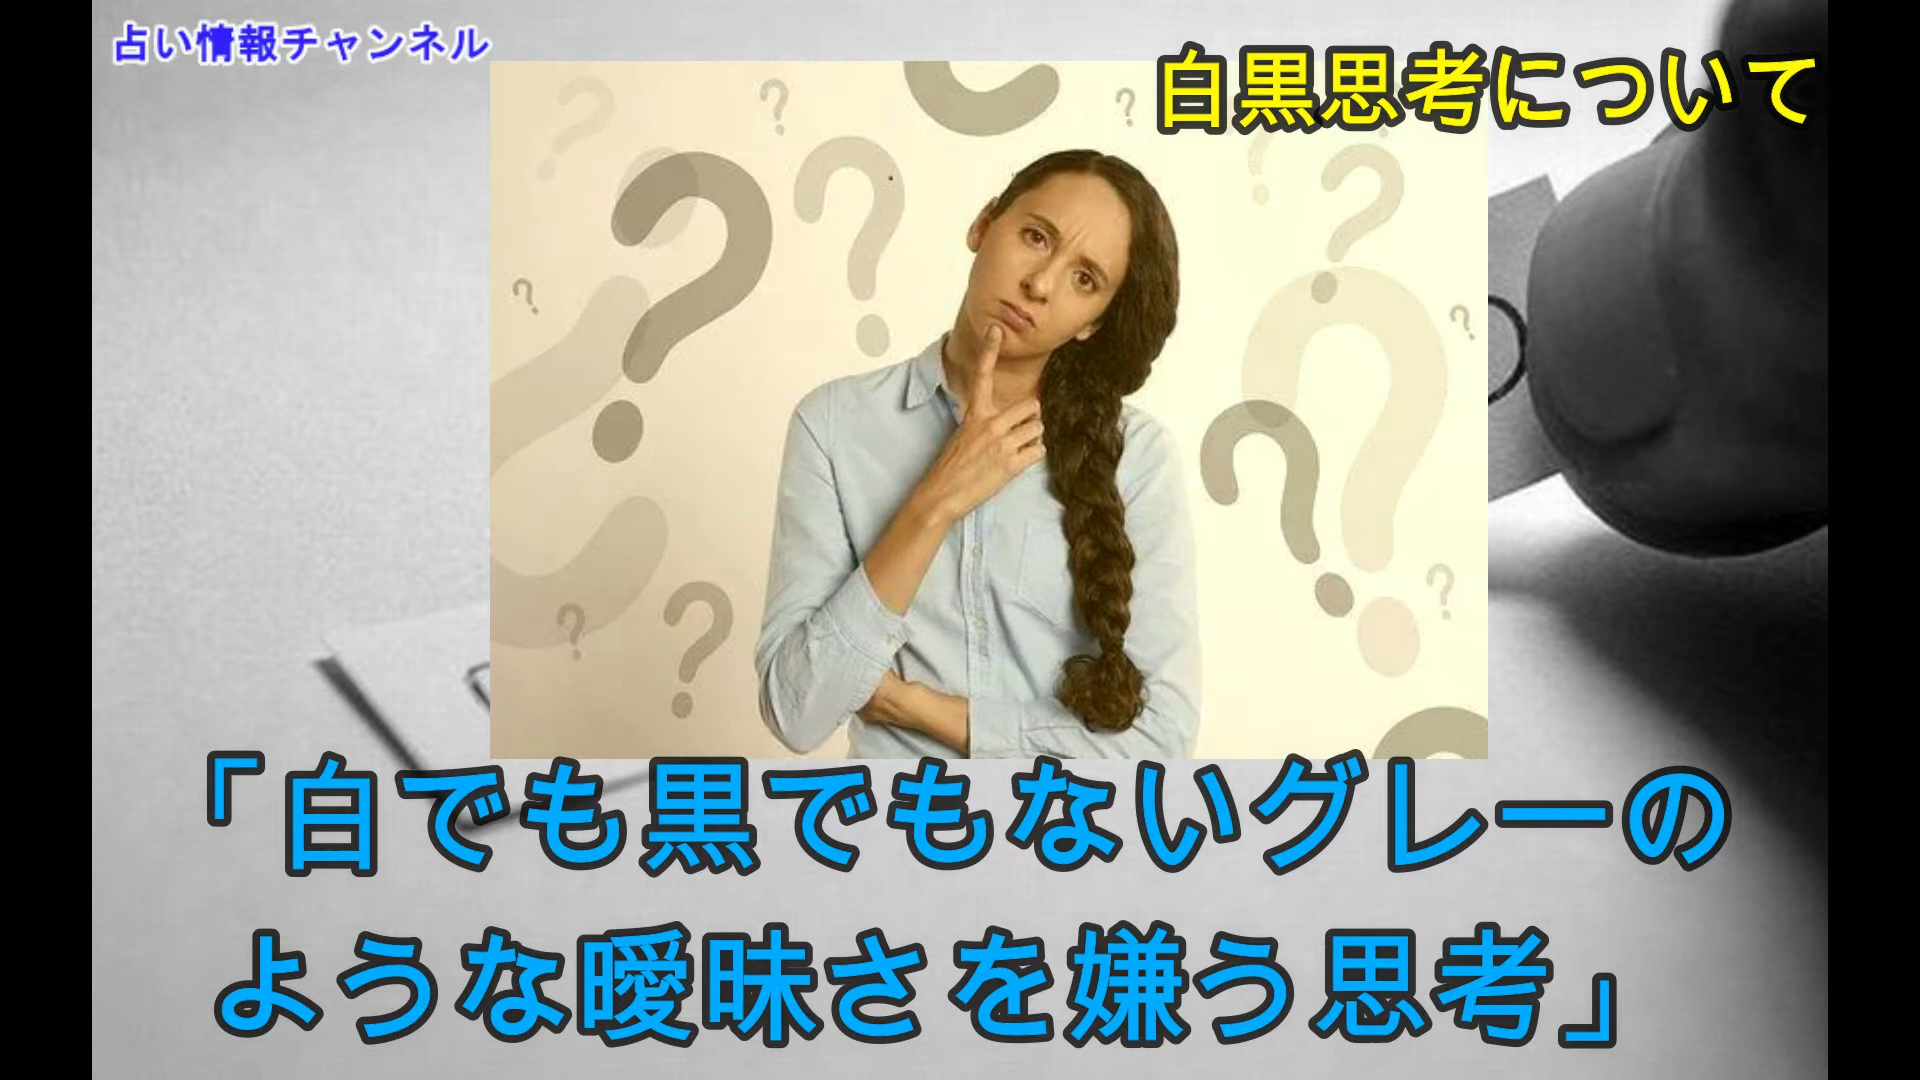 占い情報チャンネル
白黒思考について
「白でも黒でもないグレーの
ような曖昧さを嫌う思考」